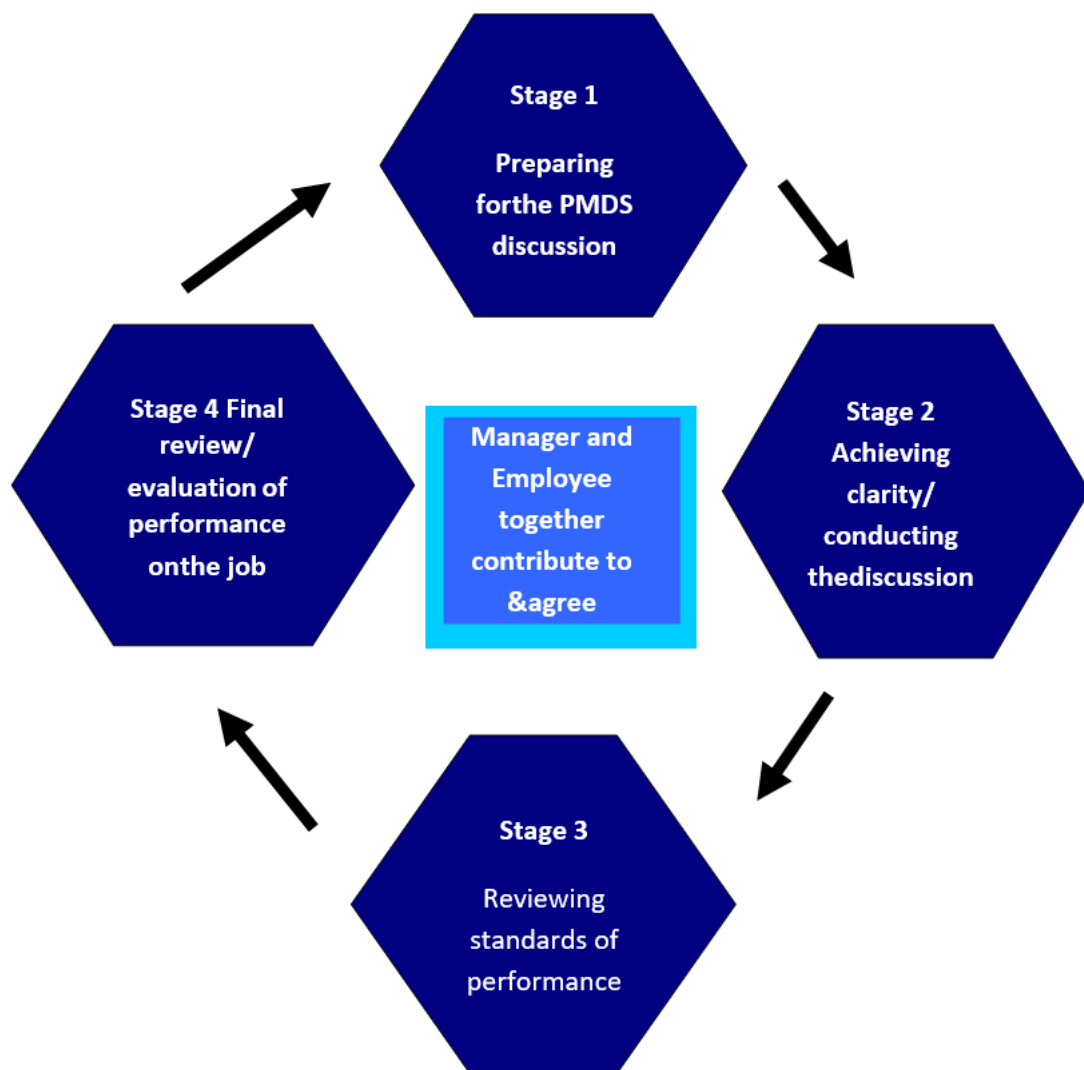 Stage 1
Preparing
forthe PMDS
discussion
Stage 2
Achieving
clarity/
conducting
thediscussion
Stage 3
Reviewing
standards of
performance
Stage 4 Final
review/
evaluation of
performance
onthe job
Manager and
Employee
together
contribute to
&agree